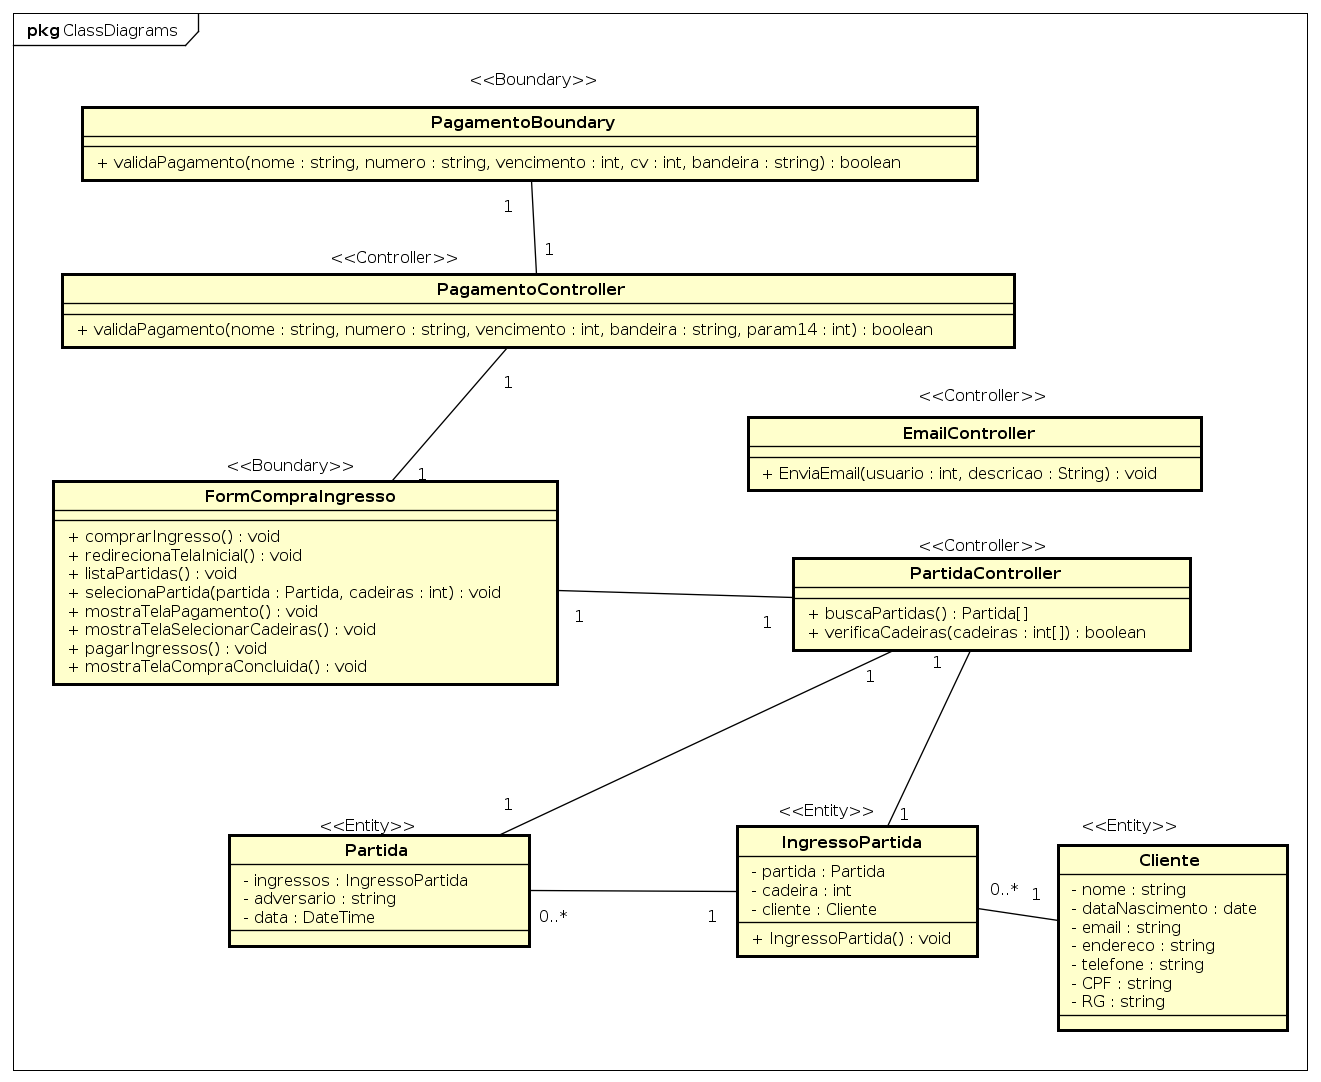 pkg ClassDiagrams
<<Boundary>>
PagamentoBoundary
+ validaPagamento(nome : string, numero : string, vencimento : int, cv : int, bandeira : string) : boolean
1
1
<<Controller>>
PagamentoController
+ validaPagamento(nome : string, numero : string, vencimento : int, bandeira : string, param14 : int) : boolean
1
1
<<Controller>>
EmailController
+ EnviaEmail(usuario : int, descricao : String) : void
<<Boundary>>
FormCompraIngresso
+ comprarIngresso() : void
+ redirecionaTelaInicial() : void
+ listaPartidas() : void
+ selecionaPartida(partida : Partida, cadeiras : int) : void
+ mostraTelaPagamento() : void
+ mostraTelaSelecionarCadeiras() : void
+ pagarIngressos() : void
+ mostraTelaCompraConcluida() : void
1
1
<<Controller>>
PartidaController
+ buscaPartidas() : Partida[]
+ verificaCadeiras(cadeiras : int[]) : boolean
1
1
1
1
<<Entity>>
Partida
- ingressos : IngressoPartida
- adversario : string
- data : DateTime
0..*
1
<<Entity>>
IngressoPartida
- partida : Partida
- cadeira : int
- cliente : Cliente
+ IngressoPartida() : void
0..*
1
<<Entity>>
Cliente
- nome : string
- dataNascimento : date
- email : string
- endereco : string
- telefone : string
- CPF : string
- RG : string